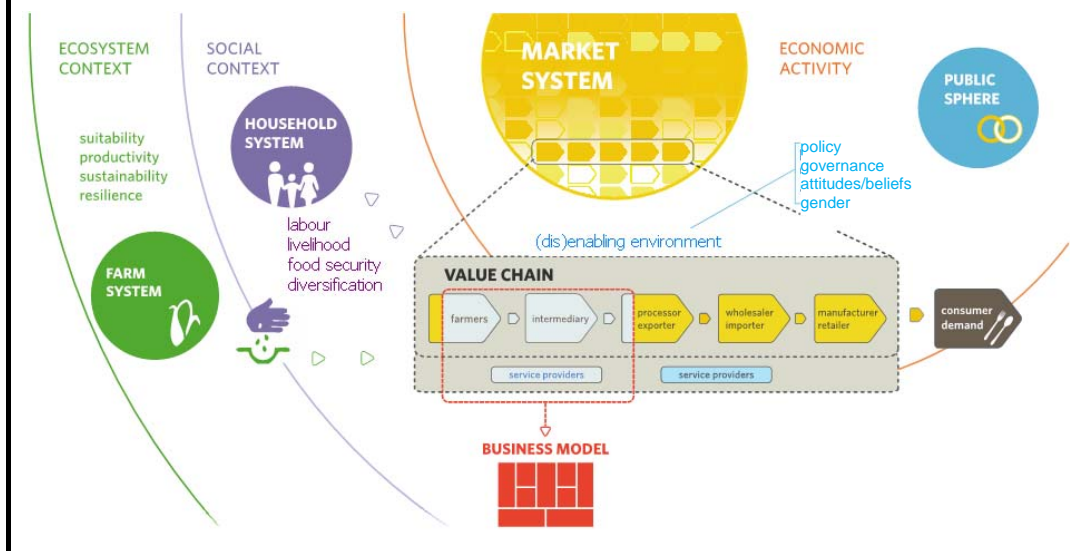 ECOSYSTEM
CONTEXT
suitability
productivity
sustainability
resilience
FARM
SYSTEM
SOCIAL
CONTEXT
HOUSEHOLD
SYSTEM
labour
livelihood
food security
diversification
MARKET
SYSTEM
ECONOMIC
ACTIVITY
PUBLIC
SPHERE
policy
governance
attitudes/beliefs
gender
(dis)enabling environment
VALUE CHAIN
farmers
intermediary
processor
exporter
wholesaler
importer
manufacturer
retailer
consumer
demand
service providers
service providers
BUSINESS MODEL